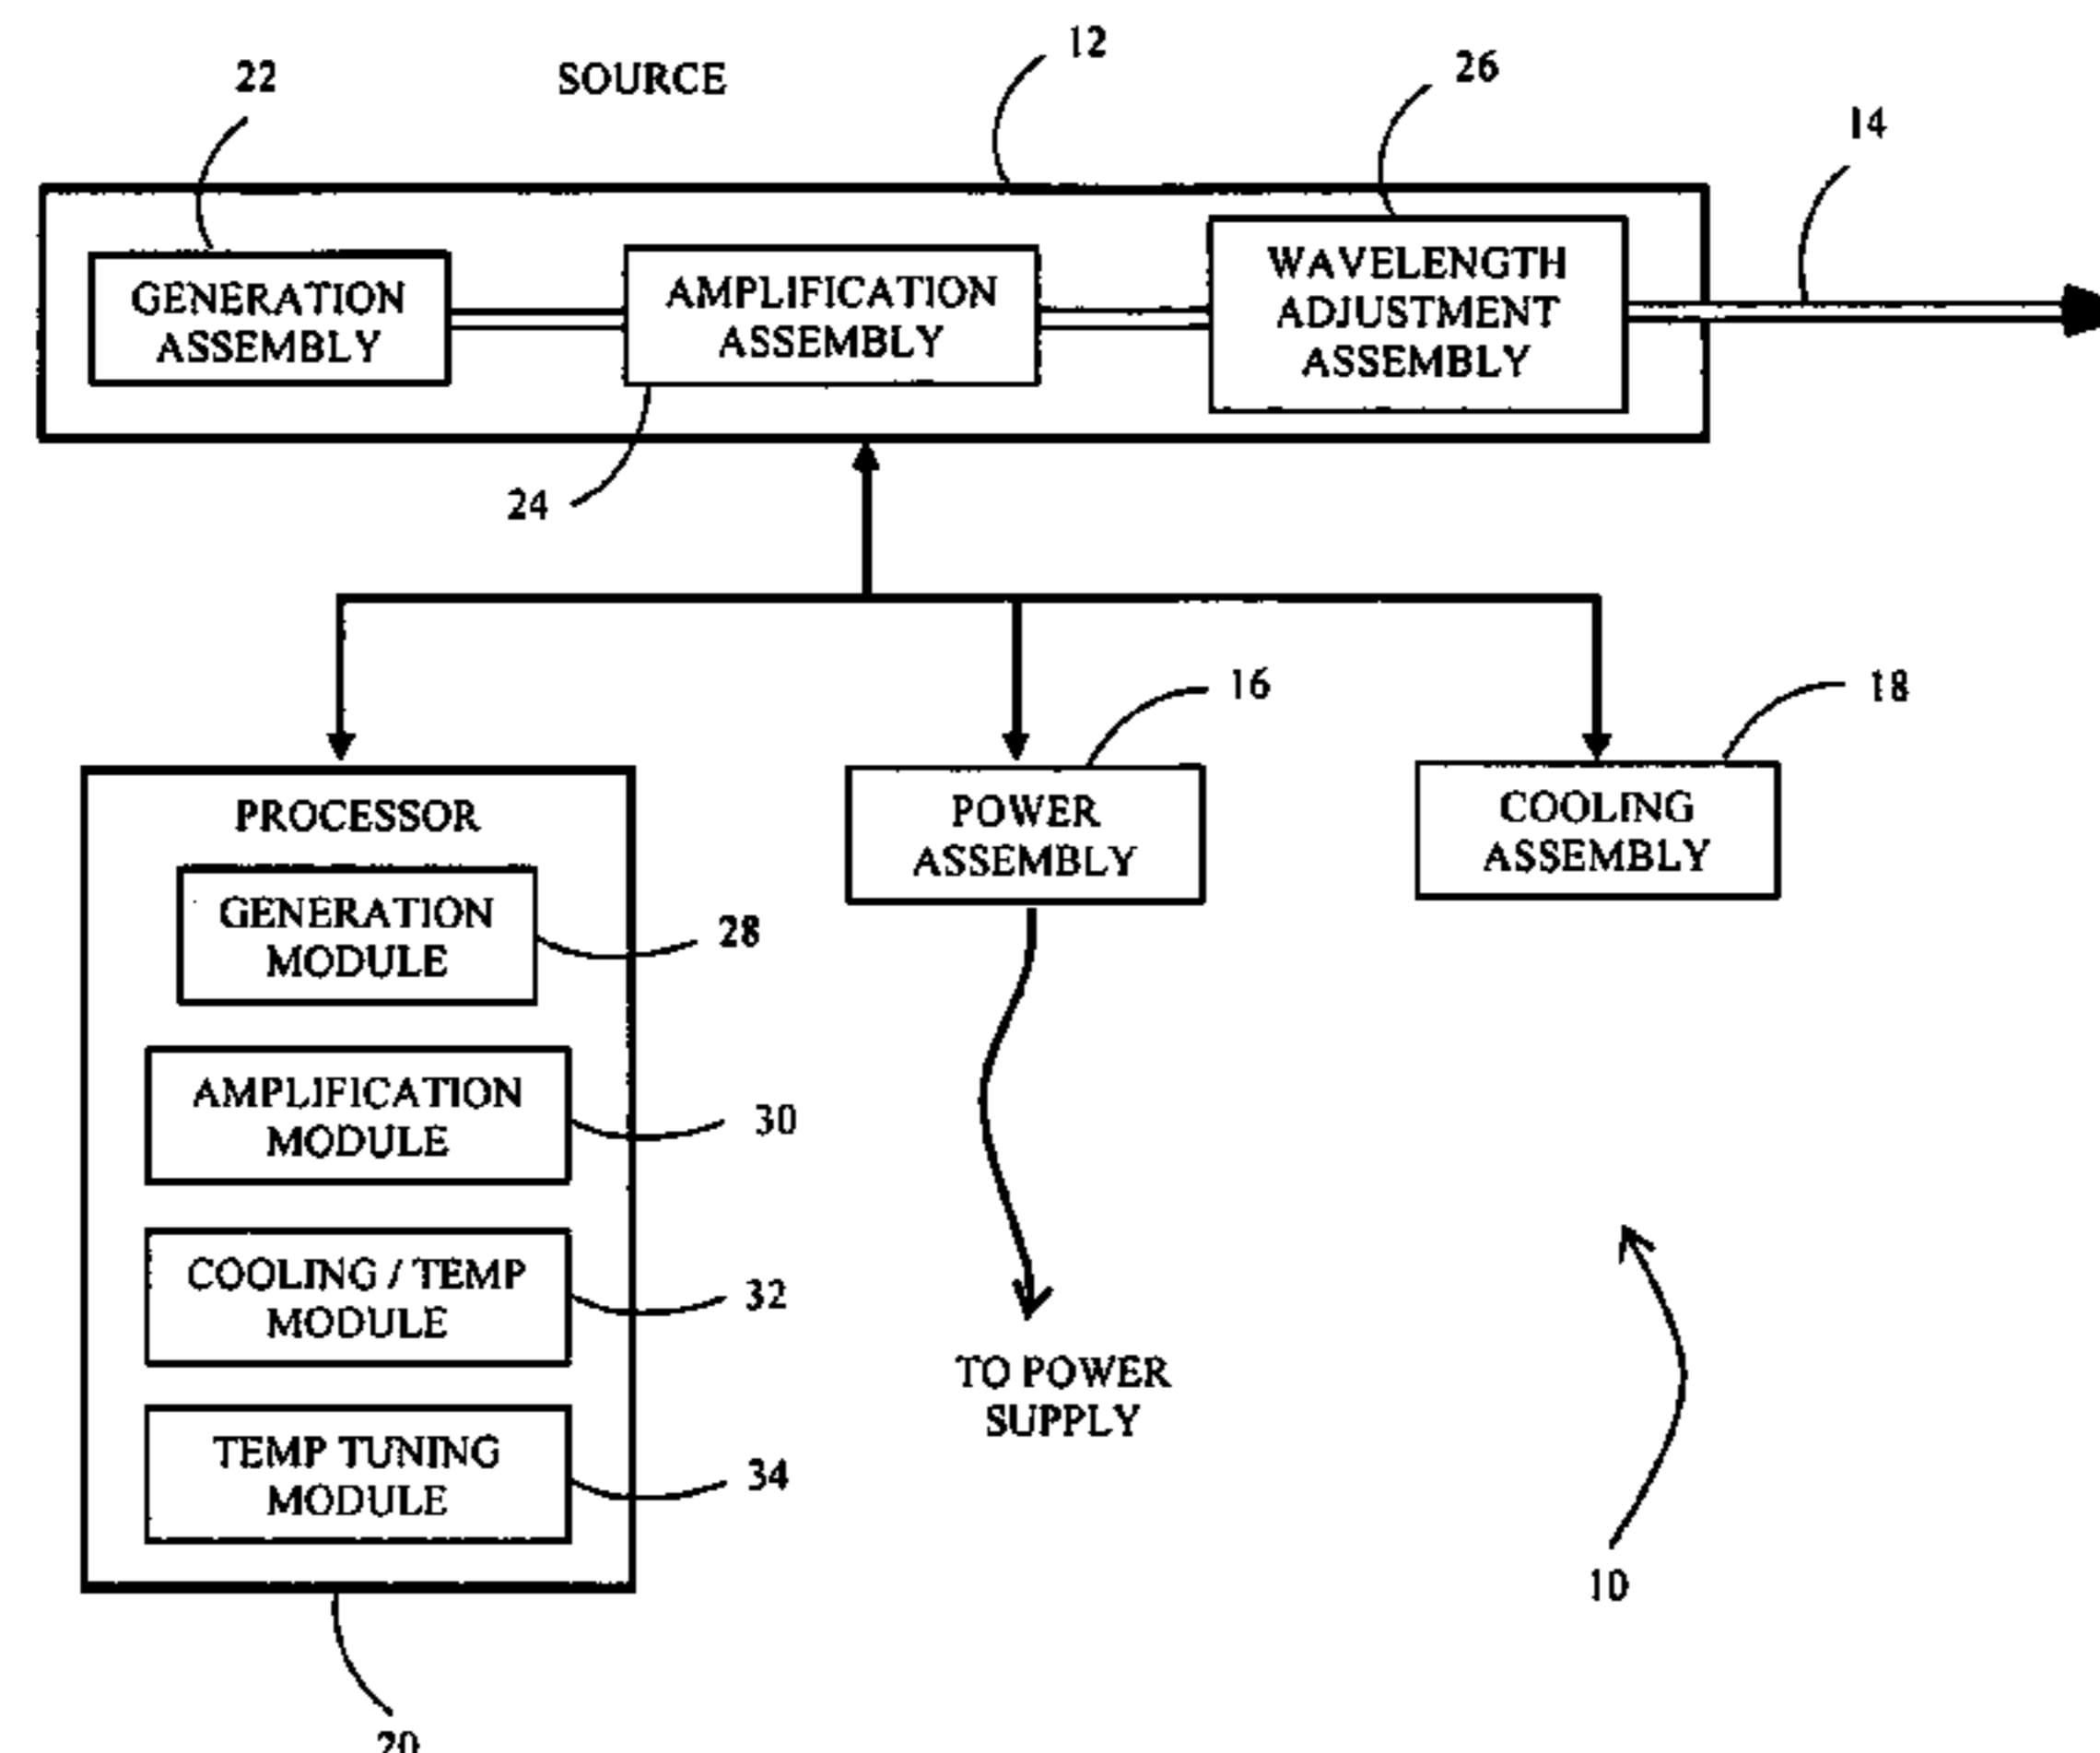 12
SOURCE
26
22
14
GENERATION
ASSEMBLY
AMPLIFICATION
ASSEMBLY
WAVELENGTH
ADJUSTMENT
ASSEMBLY
24
16
18
PROCESSOR
POWER
ASSEMBLY
COOLING
ASSEMBLY
GENERATION
MODULE
28
AMPLIFICATION
MODULE
30
COOLING / TEMP
MODULE
32
TO POWER
SUPPLY
TEMP TUNING
MODULE
34
10
20